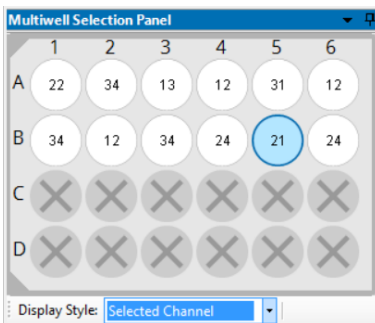 Multiwell Selection Panel
1 2 3 4 5 6
A 22 34 13 12 31 12
B 34 12 34 24 21 24
C
D
Display Style: Selected Channel